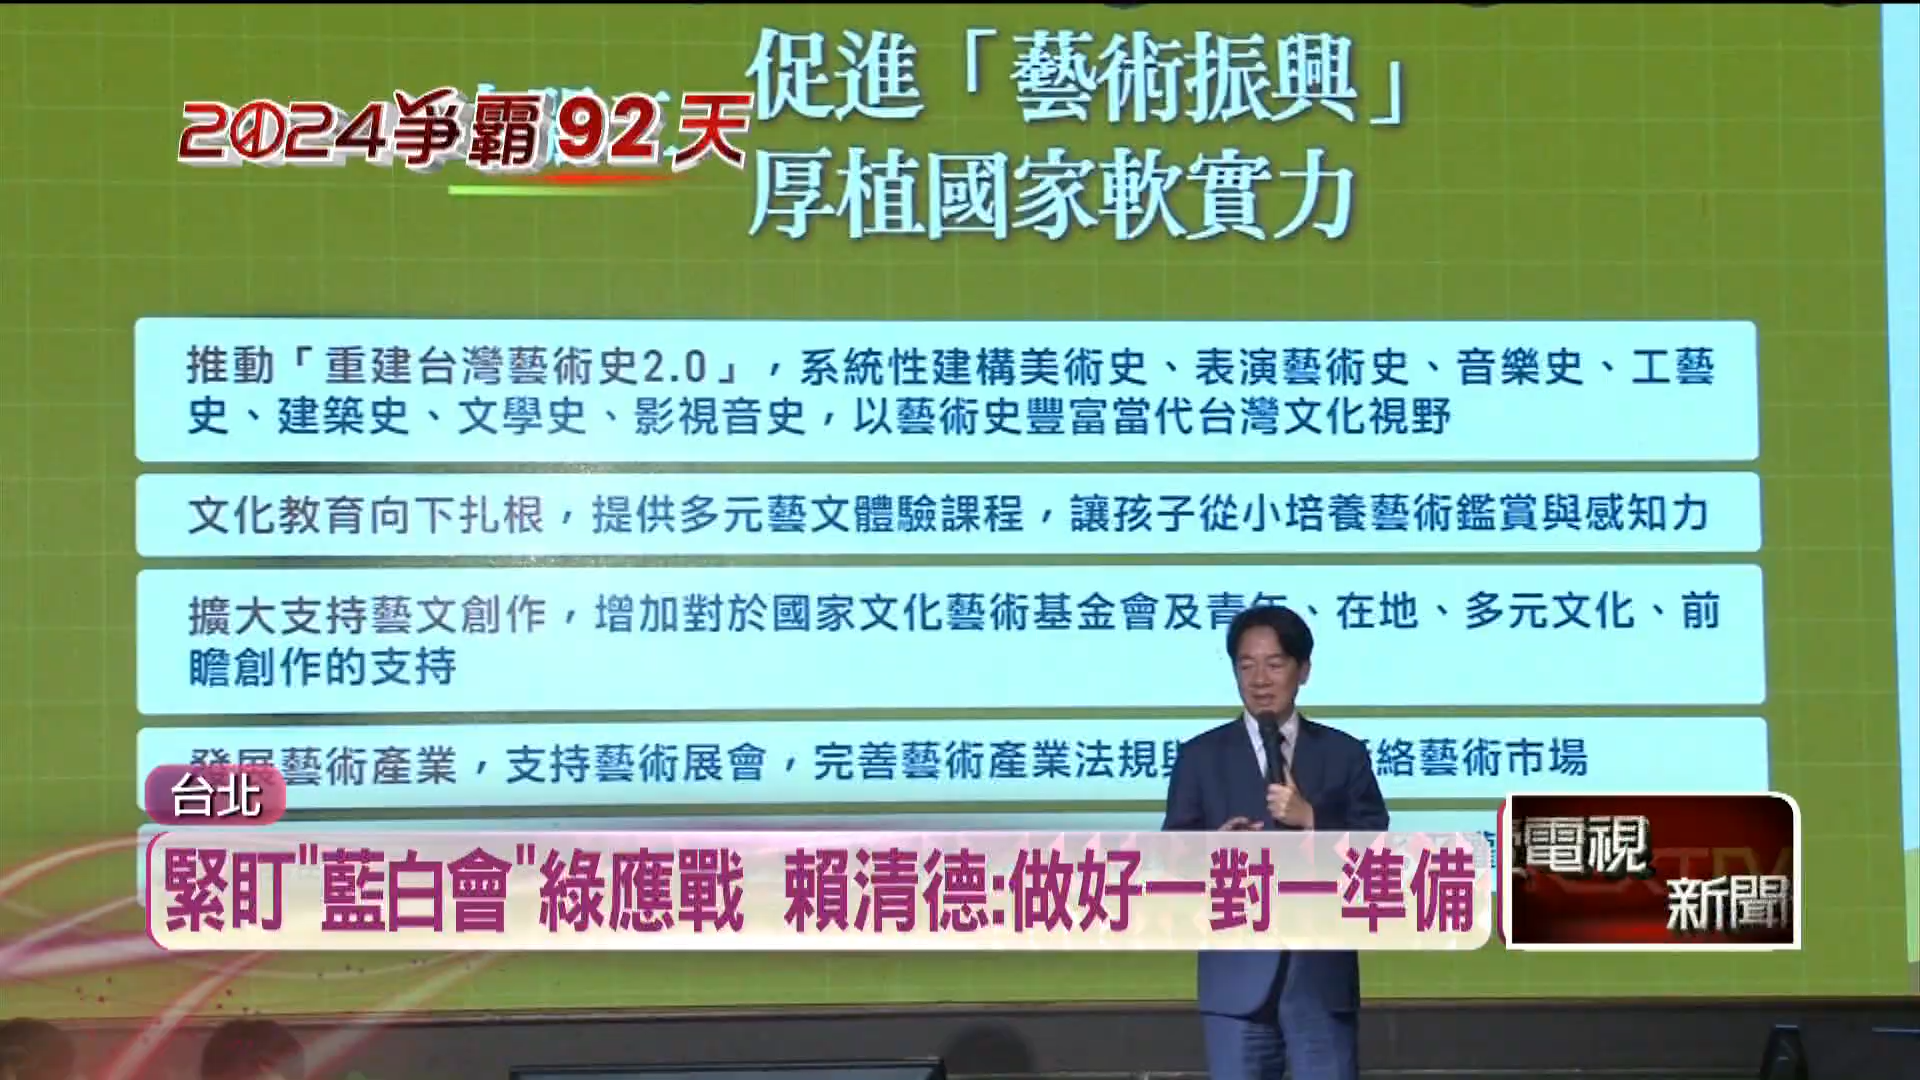 促進「藝術振興」
2024爭霸92天
厚植國家軟實力
推動「重建台灣藝術史2.0」，系統性建構美術史、表演藝術史、音樂史、工藝
史、建築史、文學史、影視音史，以藝術史豐富當代台灣文化視野
文化教育向下扎根，提供多元藝文體驗課程，讓孩子從小培養藝術鑑賞與感知力
擴大支持藝文創作，增加對於國家文化藝術基金會及青年、在地、多元文化、前
瞻創作的支持
發展藝術產業，支持藝術展會，完善藝術產業法規與 絡藝術市場
台北
緊盯"藍白會"綠應戰 賴清德:做好一對一準備
電視
新聞